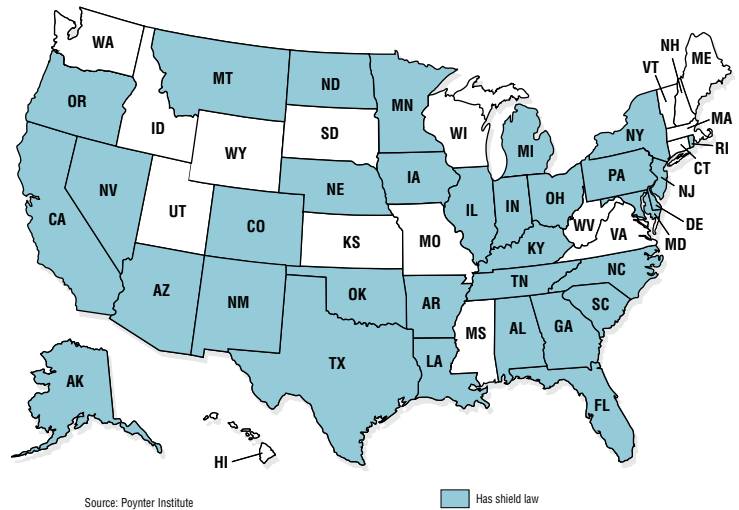 WA
NH
ME
VT
MT
ND
MN
OR
MA
ID
SD
WI
NY
WY
MI
RI
CT
IA
PA
NE
NJ
NV
IL
IN
OH
UT
CA
CO
DE
WV
VA
KS
MO
KY
MD
NC
TN
AZ
OK
NM
AR
SC
MS
AL
GA
TX
LA
AK
FL
HI
Source: Poynter Institute
Has shield law